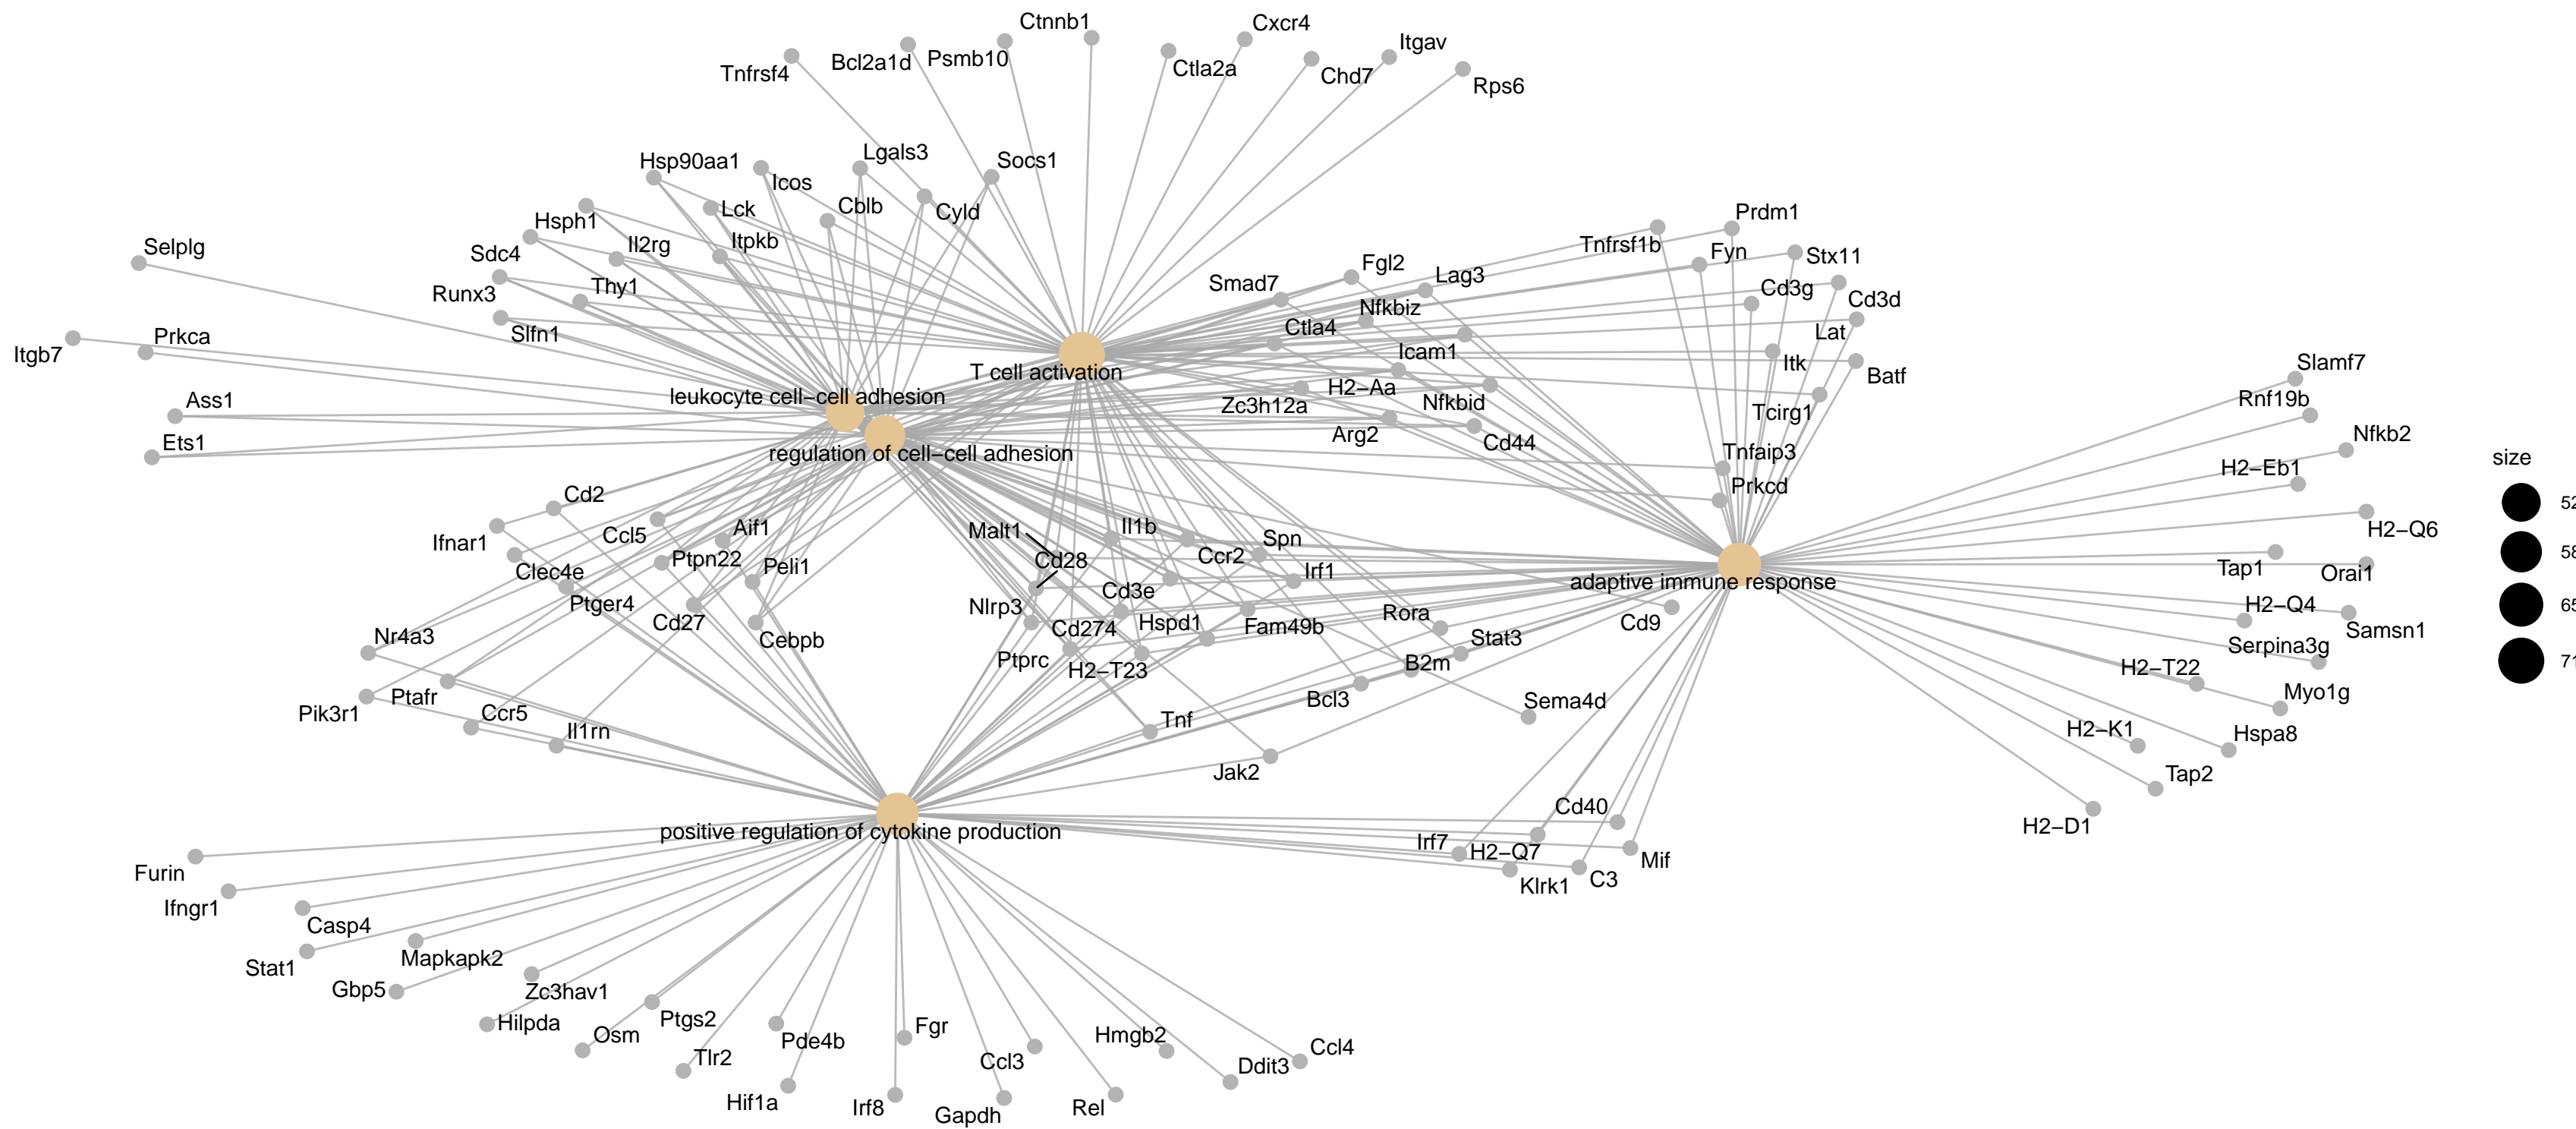 Ctnnb1
Cxcr4
Tnfrsf4
Bcl2a1d
Psmb10
Ctla2a
Chd7
Itgav
Rps6
Hsp90aa1
Lgals3
Socs1
Icos
Hsph1
Lck
Cblb
Cyld
Selplg
Sdc4
Il2rg
Itpkb
Runx3
Thy1
Slfn1
Itgb7
Prkca
Ass1
Ets1
Prdm1
Tnfrsf1b
Fyn
Stx11
Smad7
Fgl2
Lag3
Cd3g
Cd3d
Nfkbiz
Ctla4
Lat
Icam1
Itk
Batf
T cell activation
leukocyte cell−cell adhesion
H2−Aa
Zc3h12a
Nfkbid
Tcirg1
Arg2
Cd44
regulation of cell−cell adhesion
Tnfaip3
Prkcd
Slamf7
Rnf19b
Nfkb2
H2−Eb1
H2−Q6
Tap1
Orai1
H2−Q4
Samsn1
Serpina3g
H2−T22
Myo1g
H2−K1
Hspa8
Tap2
H2−D1
size
52
58
65
71
Cd2
Ifnar1
Ccl5
Aif1
Clec4e
Ptpn22
Peli1
Ptger4
Cd27
Cebpb
Nr4a3
Ptafr
Pik3r1
Ccr5
Il1rn
Malt1
Il1b
Spn
Cd28
Ccr2
Irf1
Cd3e
Nlrp3
Cd274
Hspd1
Fam49b
Rora
adaptive immune response
Cd9
Ptprc
H2−T23
Stat3
B2m
Bcl3
Sema4d
Tnf
Jak2
positive regulation of cytokine production
Cd40
Irf7
H2−Q7
Mif
Klrk1
C3
Furin
Ifngr1
Casp4
Stat1
Mapkapk2
Gbp5
Zc3hav1
Hilpda
Osm
Ptgs2
Tlr2
Pde4b
Hif1a
Fgr
Irf8
Ccl3
Gapdh
Rel
Hmgb2
Ddit3
Ccl4